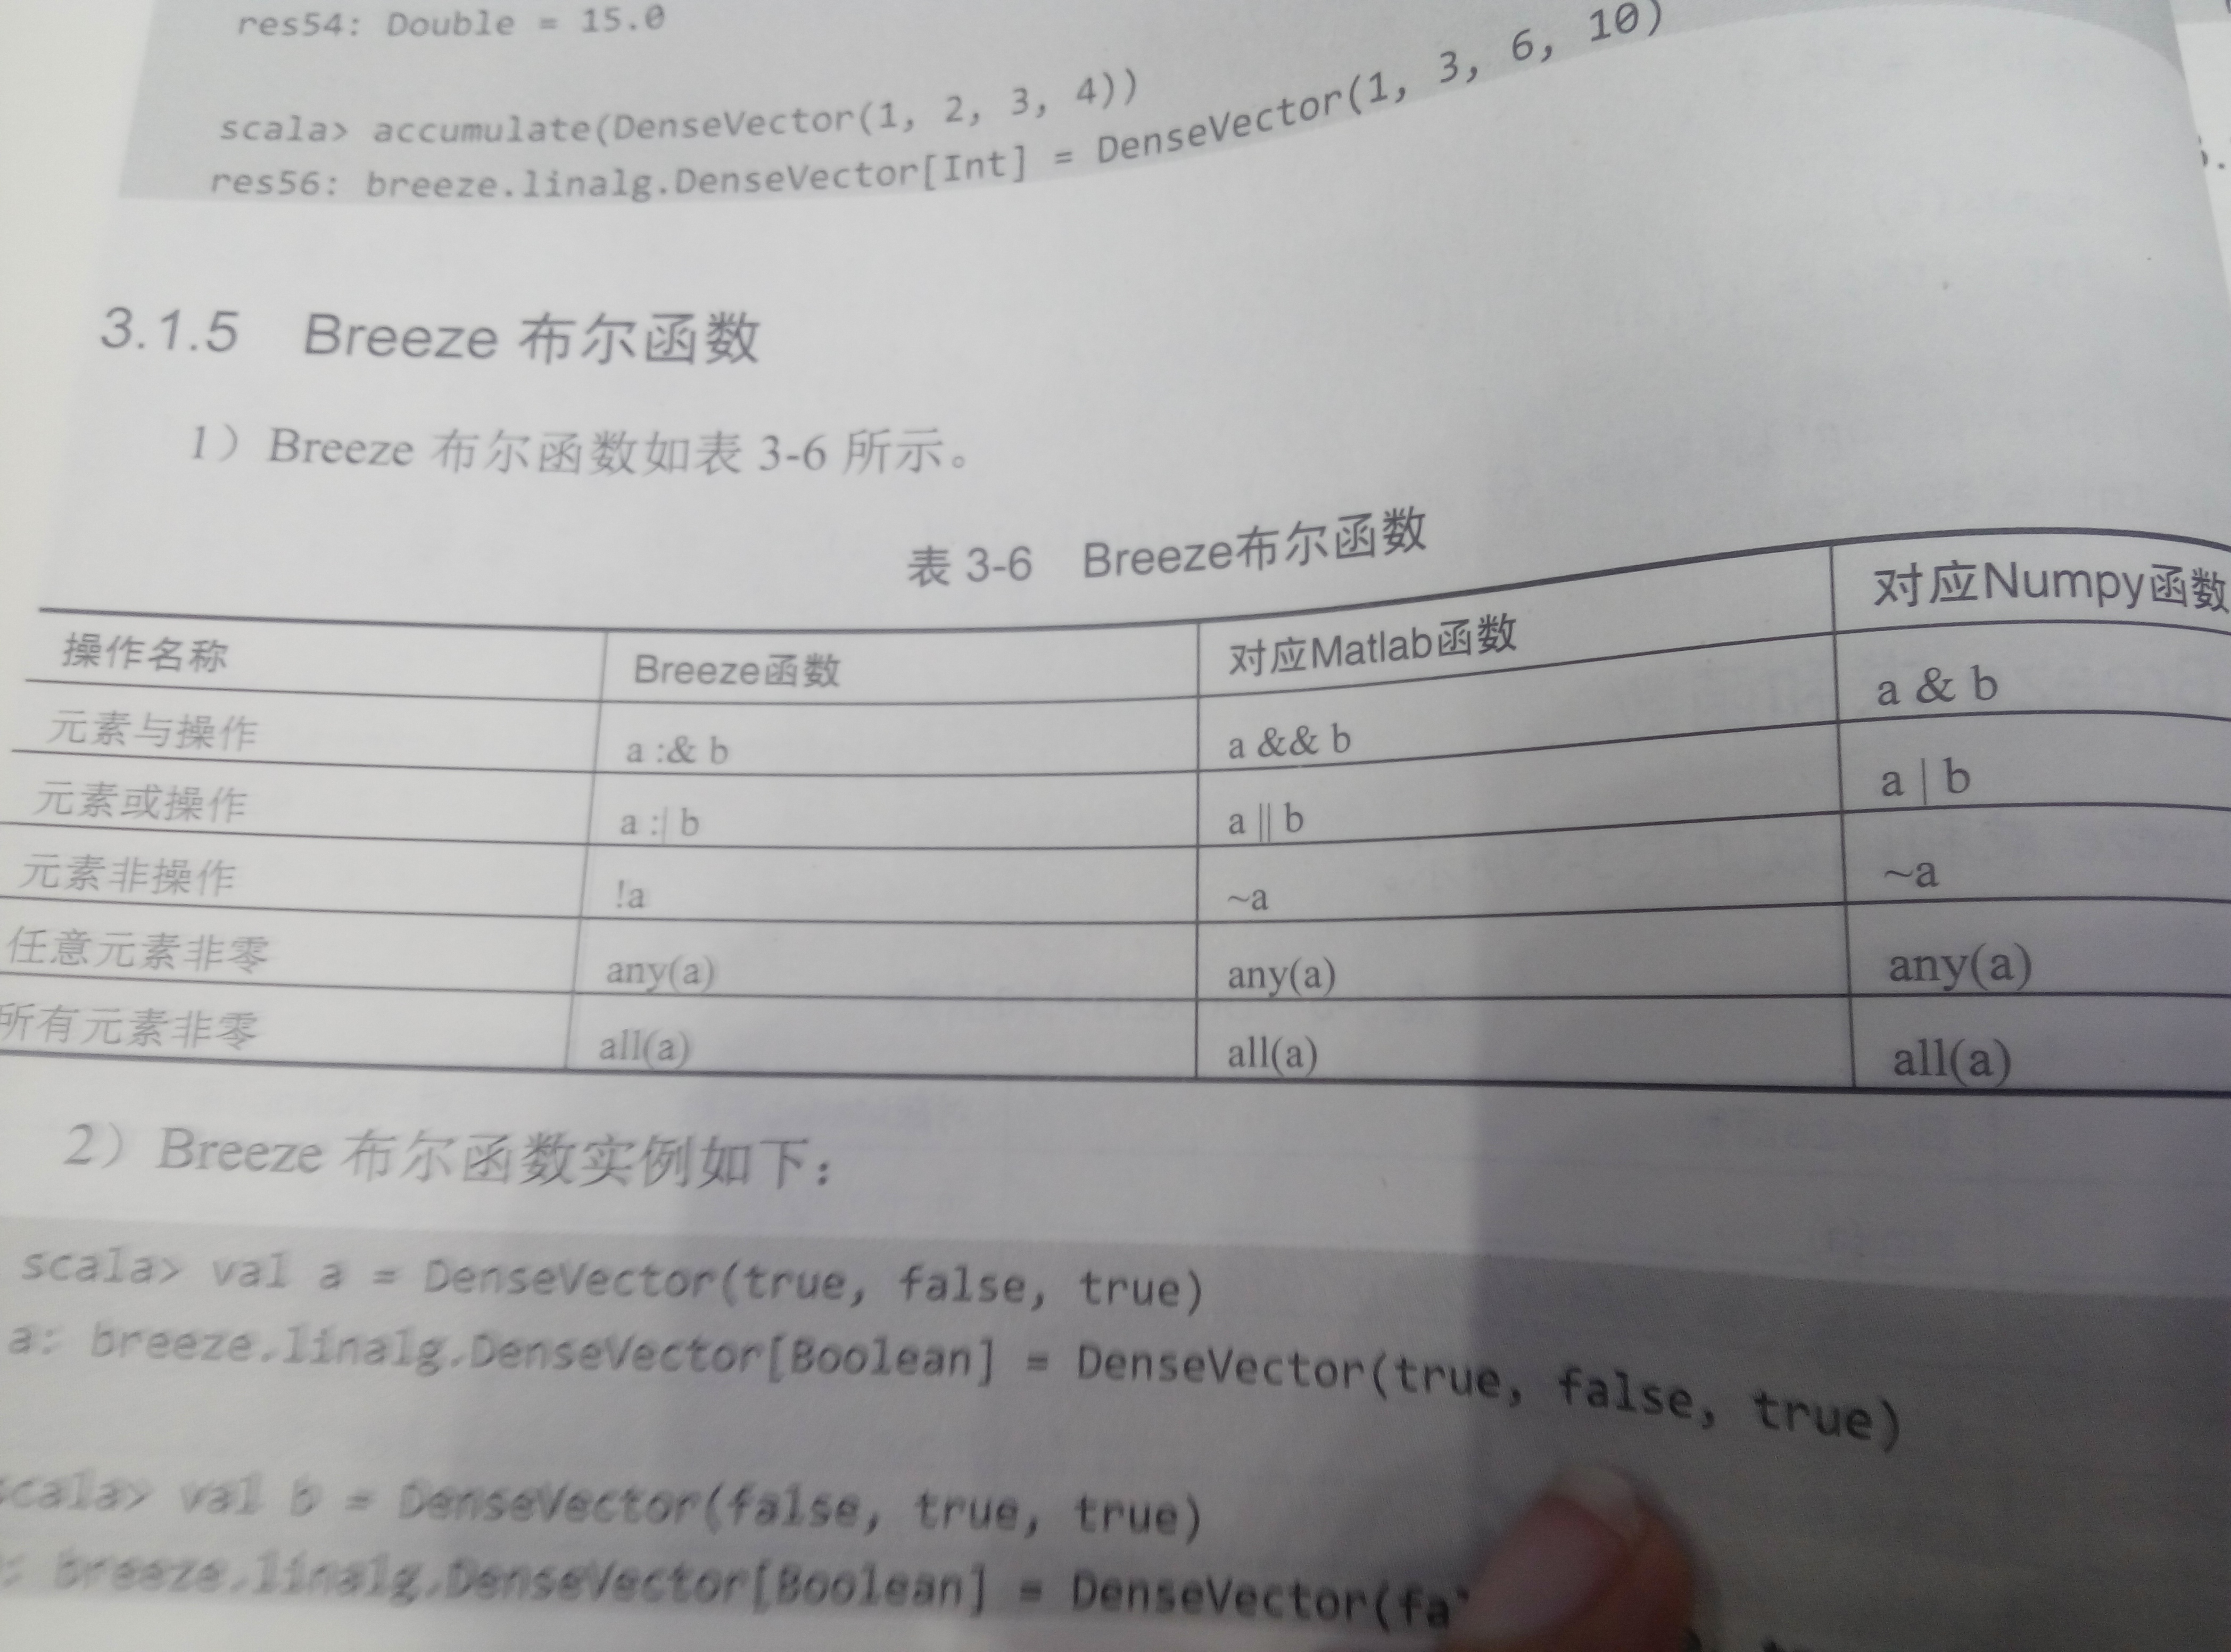 res54: Double = 15.0
scala> accumulate(DenseVector(1, 2, 3, 4))
res56: breeze.linalg.DenseVector[Int] = DenseVector(1, 3, 6, 10)
3.1.5 Breeze 布尔函数
1）Breeze 布尔函数如表 3-6 所示。
表 3-6 Breeze布尔函数
操作名称 Breeze函数 对应Matlab函数 对应Numpy函数
元素与操作 a :& b a && b a & b
元素或操作 a :| b a || b a | b
元素非操作 !a ~a ~a
任意元素非零 any(a) any(a) any(a)
所有元素非零 all(a) all(a) all(a)
2）Breeze 布尔函数实例如下：
scala> val a = DenseVector(true, false, true)
a: breeze.linalg.DenseVector[Boolean] = DenseVector(true, false, true)
scala> val b = DenseVector(false, true, true)
: breeze.linalg.DenseVector[Boolean] = DenseVector(fa